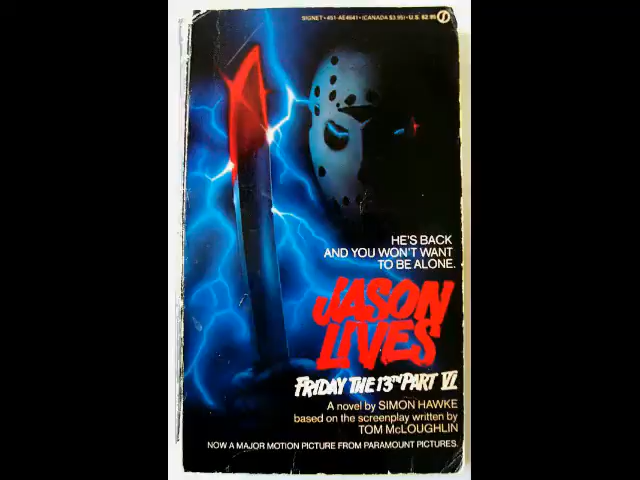 SIGNET • 451-AE4641 • (CANADA $3.95) • U.S. $2.95
HE'S BACK
AND YOU WON'T WANT
TO BE ALONE.
JASON
LIVES
FRIDAY THE 13TH PART VI
A novel by SIMON HAWKE
based on the screenplay written by
TOM McLOUGHLIN
NOW A MAJOR MOTION PICTURE FROM PARAMOUNT PICTURES.